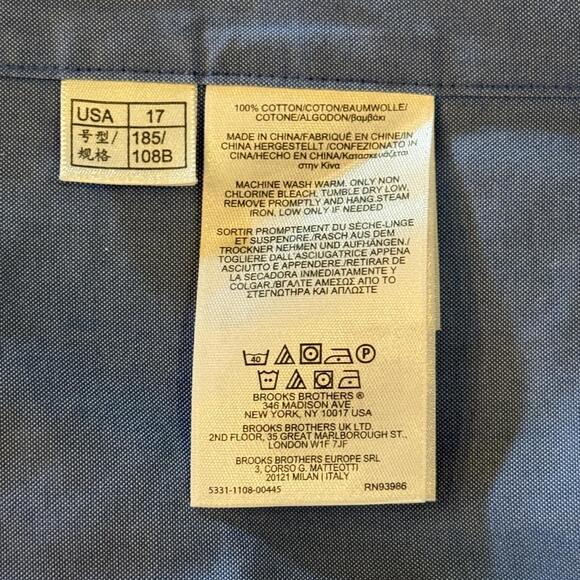 USA 17
号型/ 185/
规格 108B
100% COTTON/COTON/BAUMWOLLE/
COTONE/ALGODON/βαμβάκι
MADE IN CHINA/FABRIQUÉ EN CHINE/IN
CHINA HERGESTELLT /CONFEZIONATO IN
CINA/HECHO EN CHINA/Κατασκευάζεται
στην Κίνα
MACHINE WASH WARM. ONLY NON
CHLORINE BLEACH. TUMBLE DRY LOW,
REMOVE PROMPTLY AND HANG.STEAM
IRON, LOW ONLY IF NEEDED
SORTIR PROMPTEMENT DU SÈCHE-LINGE
ET SUSPENDRE./RASCH AUS DEM
TROCKNER NEHMEN UND AUFHÄNGEN./
TOGLIERE DALL'ASCIUGATRICE APPENA
ASCIUTTO E APPENDERE./RETIRAR DE
LA SECADORA INMEDIATAMENTE Y
COLGAR./ΒΓΑΛΤΕ ΑΜΕΣΩΣ ΑΠΟ ΤΟ
ΣΤΕΓΝΩΤΗΡΑ ΚΑΙ ΑΠΛΩΣΤΕ
40 P
BROOKS BROTHERS ®
346 MADISON AVE
NEW YORK, NY 10017 USA
BROOKS BROTHERS UK LTD.
2ND FLOOR, 35 GREAT MARLBOROUGH ST.,
LONDON W1F 7JF
BROOKS BROTHERS EUROPE SRL
3, CORSO G. MATTEOTTI
20121 MILAN | ITALY
5331-1108-00445 RN93986